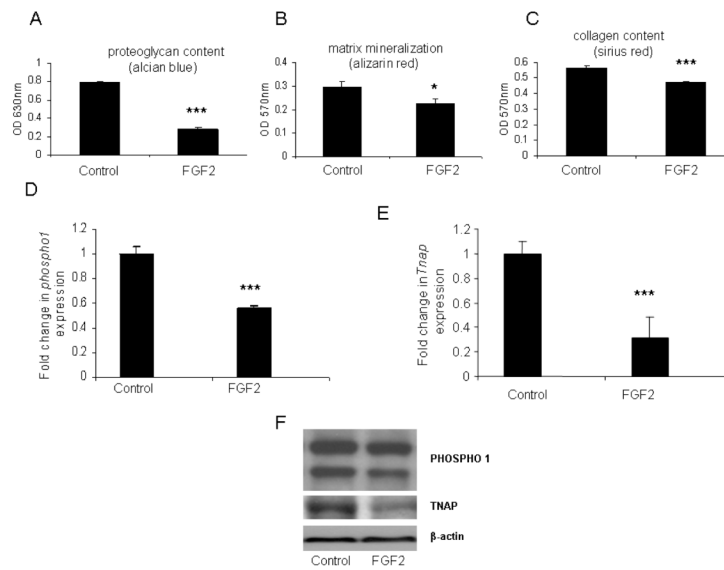 A
proteoglycan content
(alcian blue)
OD 630nm
1
0.8
0.6
0.4
0.2
0
***
Control
FGF2
B
matrix mineralization
(alizarin red)
OD 570nm
0.4
0.3
0.2
0.1
0
*
Control
FGF2
C
collagen content
(sirius red)
OD 570nm
0.6
0.5
0.4
0.3
0.2
0.1
0
***
Control
FGF2
D
Fold change in phospho1
expression
1.2
1
0.8
0.6
0.4
0.2
0
***
Control
FGF2
E
Fold change in Tnap
expression
1.2
1
0.8
0.6
0.4
0.2
0
***
Control
FGF2
F
PHOSPHO 1
TNAP
β-actin
Control
FGF2